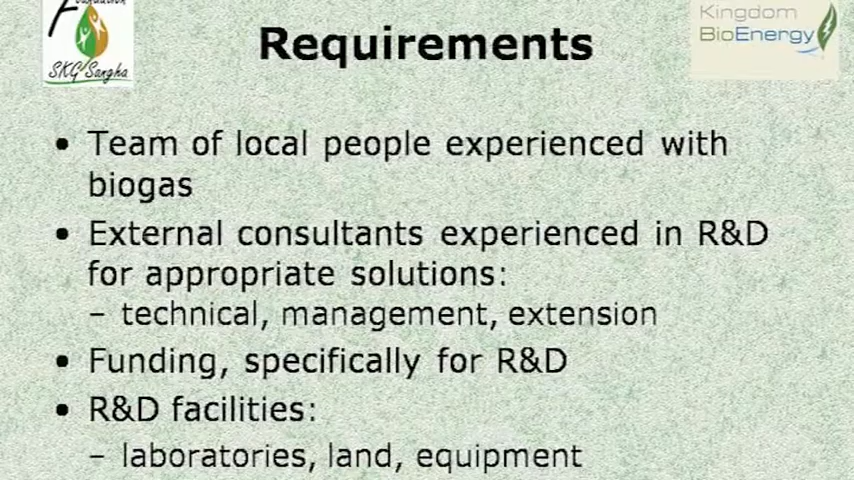 Foundation
SKG Sangha
Kingdom
BioEnergy
Requirements
• Team of local people experienced with
biogas
• External consultants experienced in R&D
for appropriate solutions:
– technical, management, extension
• Funding, specifically for R&D
• R&D facilities:
– laboratories, land, equipment